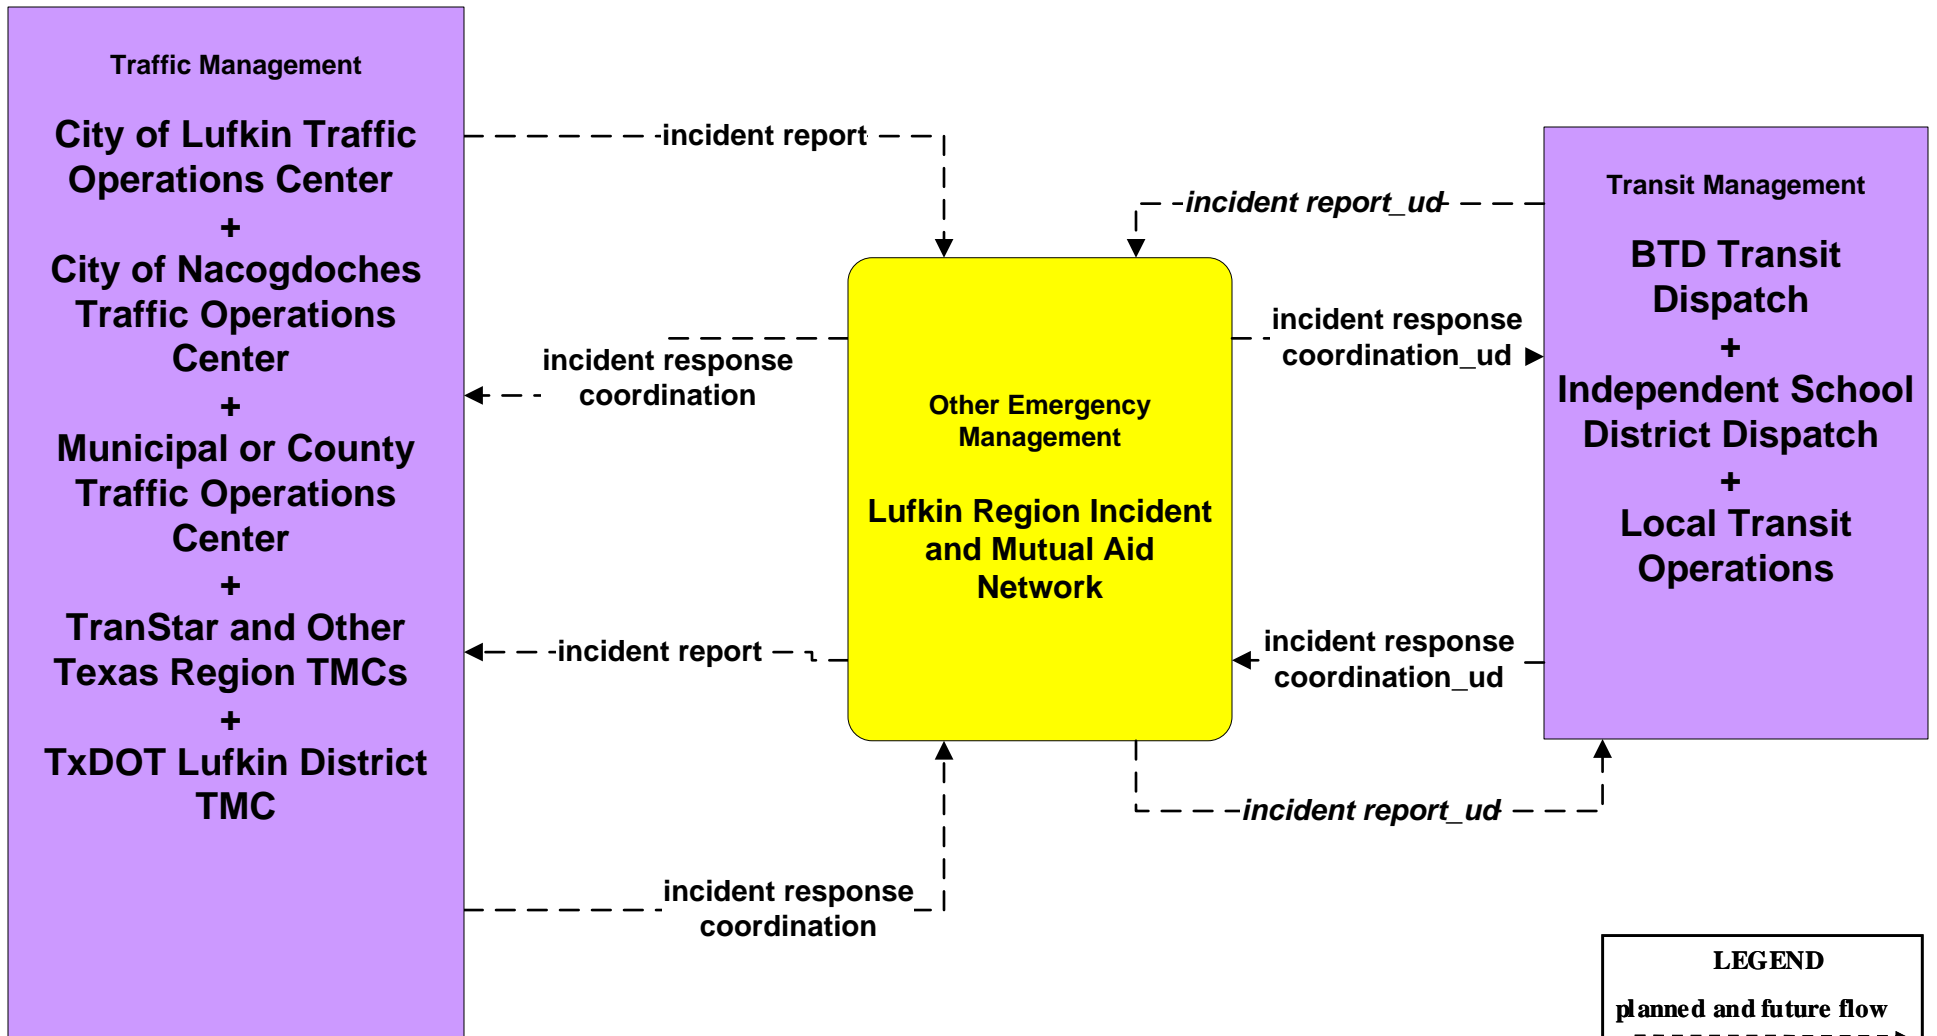 Traffic Management
City of Lufkin Traffic
Operations Center
+
City of Nacogdoches
Traffic Operations
Center
+
Municipal or County
Traffic Operations
Center
+
TranStar and Other
Texas Region TMCs
+
TxDOT Lufkin District
TMC
incident report
incident response
coordination
incident report
incident response
coordination
Other Emergency
Management
Lufkin Region Incident
and Mutual Aid
Network
incident report_ud
incident response
coordination_ud
incident response
coordination_ud
incident report_ud
Transit Management
BTD Transit
Dispatch
+
Independent School
District Dispatch
+
Local Transit
Operations
LEGEND
planned and future flow